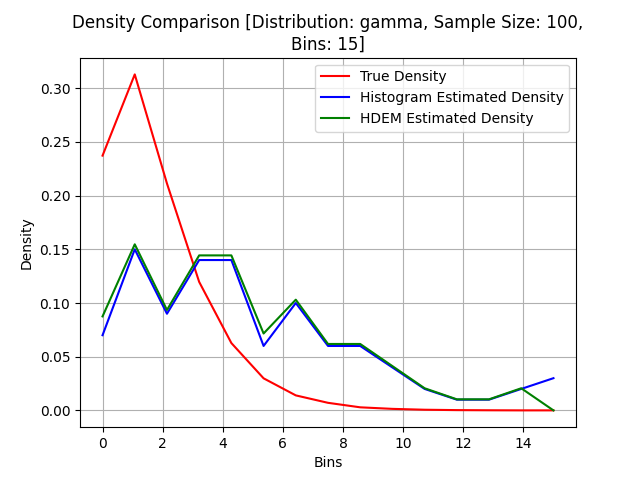 Density Comparison [Distribution: gamma, Sample Size: 100,
Bins: 15]
True Density
Histogram Estimated Density
HDEM Estimated Density
Density
0.30
0.25
0.20
0.15
0.10
0.05
0.00
0 2 4 6 8 10 12 14
Bins